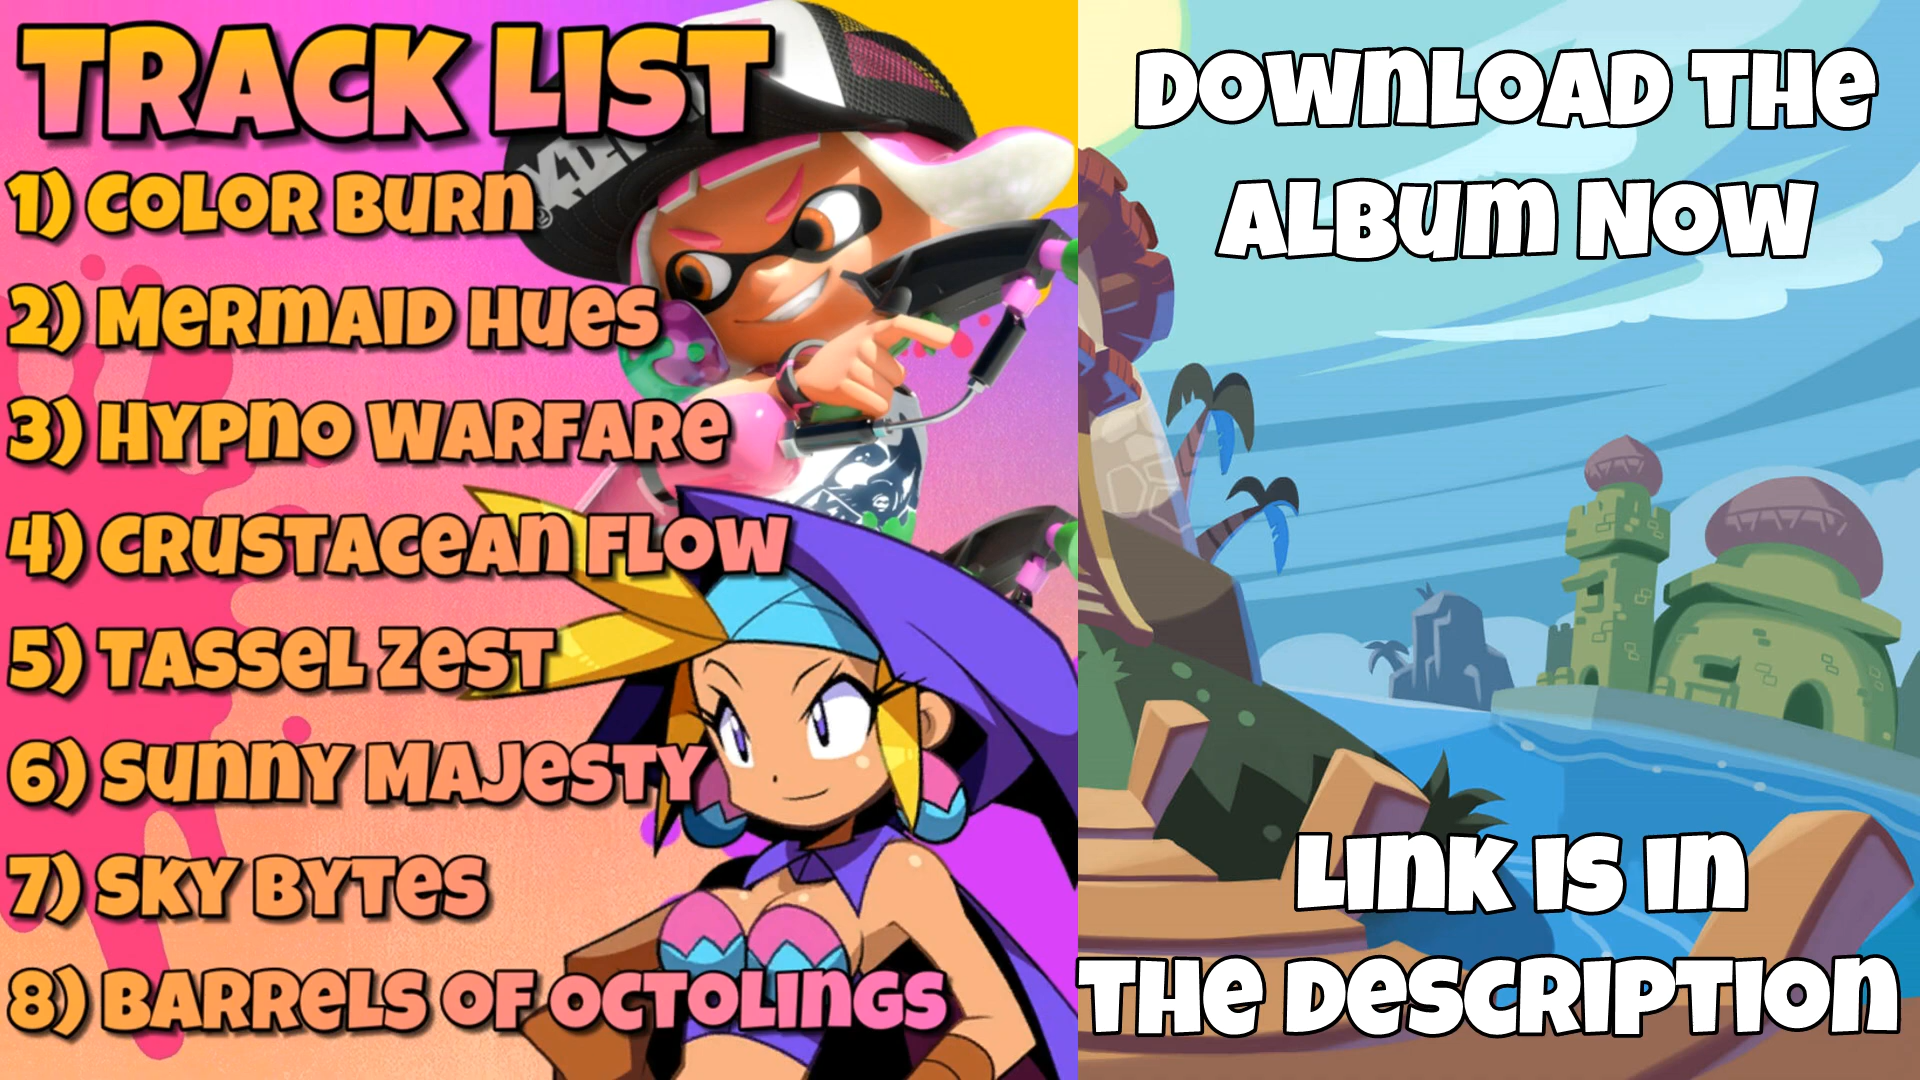 TRACK LIST
1) COLOR BURN
2) MERMAID HUES
3) HYPNO WARFARE
4) CRUSTACEAN FLOW
5) TASSEL ZEST
6) SUNNY MAJESTY
7) SKY BYTES
8) BARRELS OF OCTOLINGS
DOWNLOAD THE
ALBUM NOW
LINK IS IN
THE DESCRIPTION